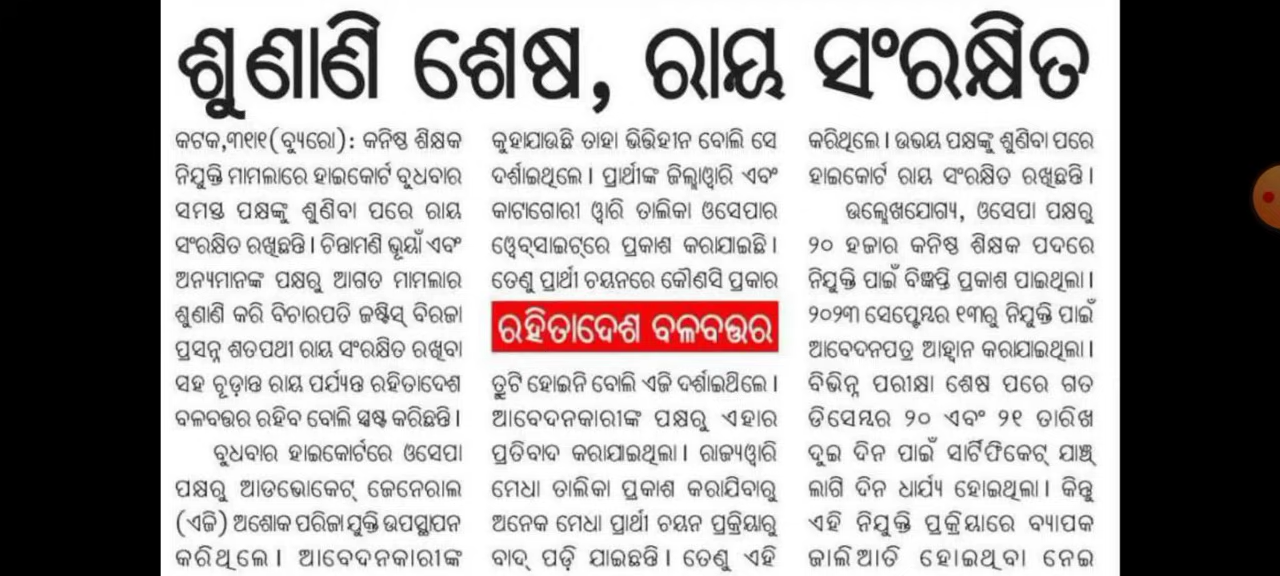 ଶୁଣାଣି ଶେଷ, ରାୟ ସଂରକ୍ଷିତ
କଟକ,୩୧।୧(ବ୍ୟୁରୋ): କନିଷ୍ଠ ଶିକ୍ଷକ
ନିଯୁକ୍ତି ମାମଲାରେ ହାଇକୋର୍ଟ ବୁଧବାର
ସମସ୍ତ ପକ୍ଷଙ୍କୁ ଶୁଣିବା ପରେ ରାୟ
ସଂରକ୍ଷିତ ରଖିଛନ୍ତି। ଚିନ୍ତାମଣି ଭୂୟାଁ ଏବଂ
ଅନ୍ୟମାନଙ୍କ ପକ୍ଷରୁ ଆଗତ ମାମଲାର
ଶୁଣାଣି କରି ବିଚାରପତି ଜଷ୍ଟିସ୍ ବିରଜା
ପ୍ରସନ୍ନ ଶତପଥୀ ରାୟ ସଂରକ୍ଷିତ ରଖିବା
ସହ ଚୂଡ଼ାନ୍ତ ରାୟ ପର୍ଯ୍ୟନ୍ତ ରହିତାଦେଶ
ବଳବତ୍ତର ରହିବ ବୋଲି ସ୍ପଷ୍ଟ କରିଛନ୍ତି।
ବୁଧବାର ହାଇକୋର୍ଟରେ ଓସେପା
ପକ୍ଷରୁ ଆଡଭୋକେଟ୍ ଜେନେରାଲ
(ଏଜି) ଅଶୋକ ପରିଜା ଯୁକ୍ତି ଉପସ୍ଥାପନ
କରିଥିଲେ। ଆବେଦନକାରୀଙ୍କ
କୁହାଯାଉଛି ତାହା ଭିତ୍ତିହୀନ ବୋଲି ସେ
ଦର୍ଶାଇଥିଲେ। ପ୍ରାର୍ଥୀଙ୍କ ଜିଲ୍ଲାୱାରି ଏବଂ
କାଟାଗୋରୀ ୱାରି ତାଲିକା ଓସେପାର
ୱେବ୍‌ସାଇଟ୍‌ରେ ପ୍ରକାଶ କରାଯାଇଛି।
ତେଣୁ ପ୍ରାର୍ଥୀ ଚୟନରେ କୌଣସି ପ୍ରକାର
ରହିତାଦେଶ ବଳବତ୍ତର
ତ୍ରୁଟି ହୋଇନି ବୋଲି ଏଜି ଦର୍ଶାଇଥିଲେ।
ଆବେଦନକାରୀଙ୍କ ପକ୍ଷରୁ ଏହାର
ପ୍ରତିବାଦ କରାଯାଇଥିଲା। ରାଜ୍ୟୱାରି
ମେଧା ତାଲିକା ପ୍ରକାଶ କରାଯିବାରୁ
ଅନେକ ମେଧା ପ୍ରାର୍ଥୀ ଚୟନ ପ୍ରକ୍ରିୟାରୁ
ବାଦ୍ ପଡ଼ି ଯାଇଛନ୍ତି। ତେଣୁ ଏହି
କରିଥିଲେ। ଉଭୟ ପକ୍ଷଙ୍କୁ ଶୁଣିବା ପରେ
ହାଇକୋର୍ଟ ରାୟ ସଂରକ୍ଷିତ ରଖିଛନ୍ତି।
ଉଲ୍ଲେଖଯୋଗ୍ୟ, ଓସେପା ପକ୍ଷରୁ
୨୦ ହଜାର କନିଷ୍ଠ ଶିକ୍ଷକ ପଦରେ
ନିଯୁକ୍ତି ପାଇଁ ବିଜ୍ଞପ୍ତି ପ୍ରକାଶ ପାଇଥିଲା।
୨୦୨୩ ସେପ୍ଟେମ୍ବର ୧୩ରୁ ନିଯୁକ୍ତି ପାଇଁ
ଆବେଦନପତ୍ର ଆହ୍ୱାନ କରାଯାଇଥିଲା।
ବିଭିନ୍ନ ପରୀକ୍ଷା ଶେଷ ପରେ ଗତ
ଡିସେମ୍ବର ୨୦ ଏବଂ ୨୧ ତାରିଖ
ଦୁଇ ଦିନ ପାଇଁ ସାର୍ଟିଫିକେଟ୍ ଯାଞ୍ଚ୍
ଲାଗି ଦିନ ଧାର୍ଯ୍ୟ ହୋଇଥିଲା। କିନ୍ତୁ
ଏହି ନିଯୁକ୍ତି ପ୍ରକ୍ରିୟାରେ ବ୍ୟାପକ
ଜାଲିଆତି ହୋଇଥିବା ନେଇ